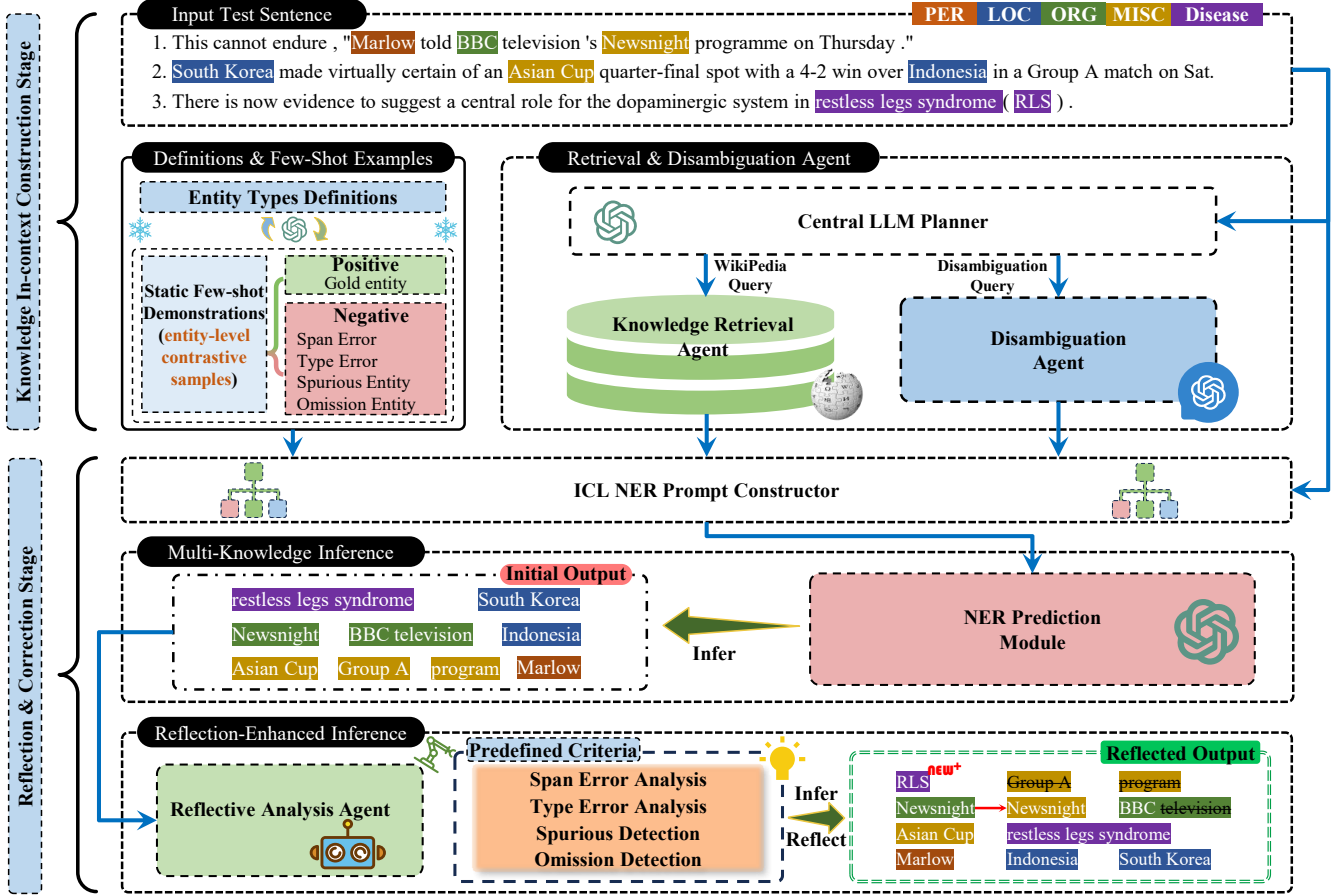 Knowledge In-context Construction Stage
Input Test Sentence
PER LOC ORG MISC Disease
1. This cannot endure , "Marlow told BBC television 's Newsnight programme on Thursday ."
2. South Korea made virtually certain of an Asian Cup quarter-final spot with a 4-2 win over Indonesia in a Group A match on Sat.
3. There is now evidence to suggest a central role for the dopaminergic system in restless legs syndrome ( RLS ) .
Definitions & Few-Shot Examples
Entity Types Definitions
Static Few-shot
Demonstrations
(entity-level
contrastive
samples)
Positive
Gold entity
Negative
Span Error
Type Error
Spurious Entity
Omission Entity
Retrieval & Disambiguation Agent
Central LLM Planner
WikiPedia
Query
Disambiguation
Query
Knowledge Retrieval
Agent
Disambiguation
Agent
Reflection & Correction Stage
ICL NER Prompt Constructor
Multi-Knowledge Inference
Initial Output
restless legs syndrome South Korea
Newsnight BBC television Indonesia
Asian Cup Group A program Marlow
Infer
NER Prediction
Module
Reflection-Enhanced Inference
Reflective Analysis Agent
Predefined Criteria
Span Error Analysis
Type Error Analysis
Spurious Detection
Omission Detection
Infer
Reflect
Reflected Output
RLS NEW+ Group A program
Newsnight Newsnight BBC television
Asian Cup restless legs syndrome
Marlow Indonesia South Korea